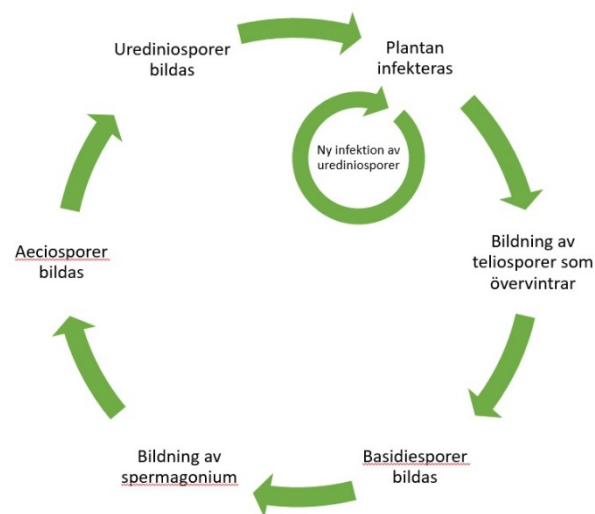 Urediniosporer
bildas
Plantan
infekteras
Ny infektion av
urediniosporer
Bildning av
teliosporer som
övervintrar
Basidiesporer
bildas
Bildning av
spermagonium
Aeciosporer
bildas